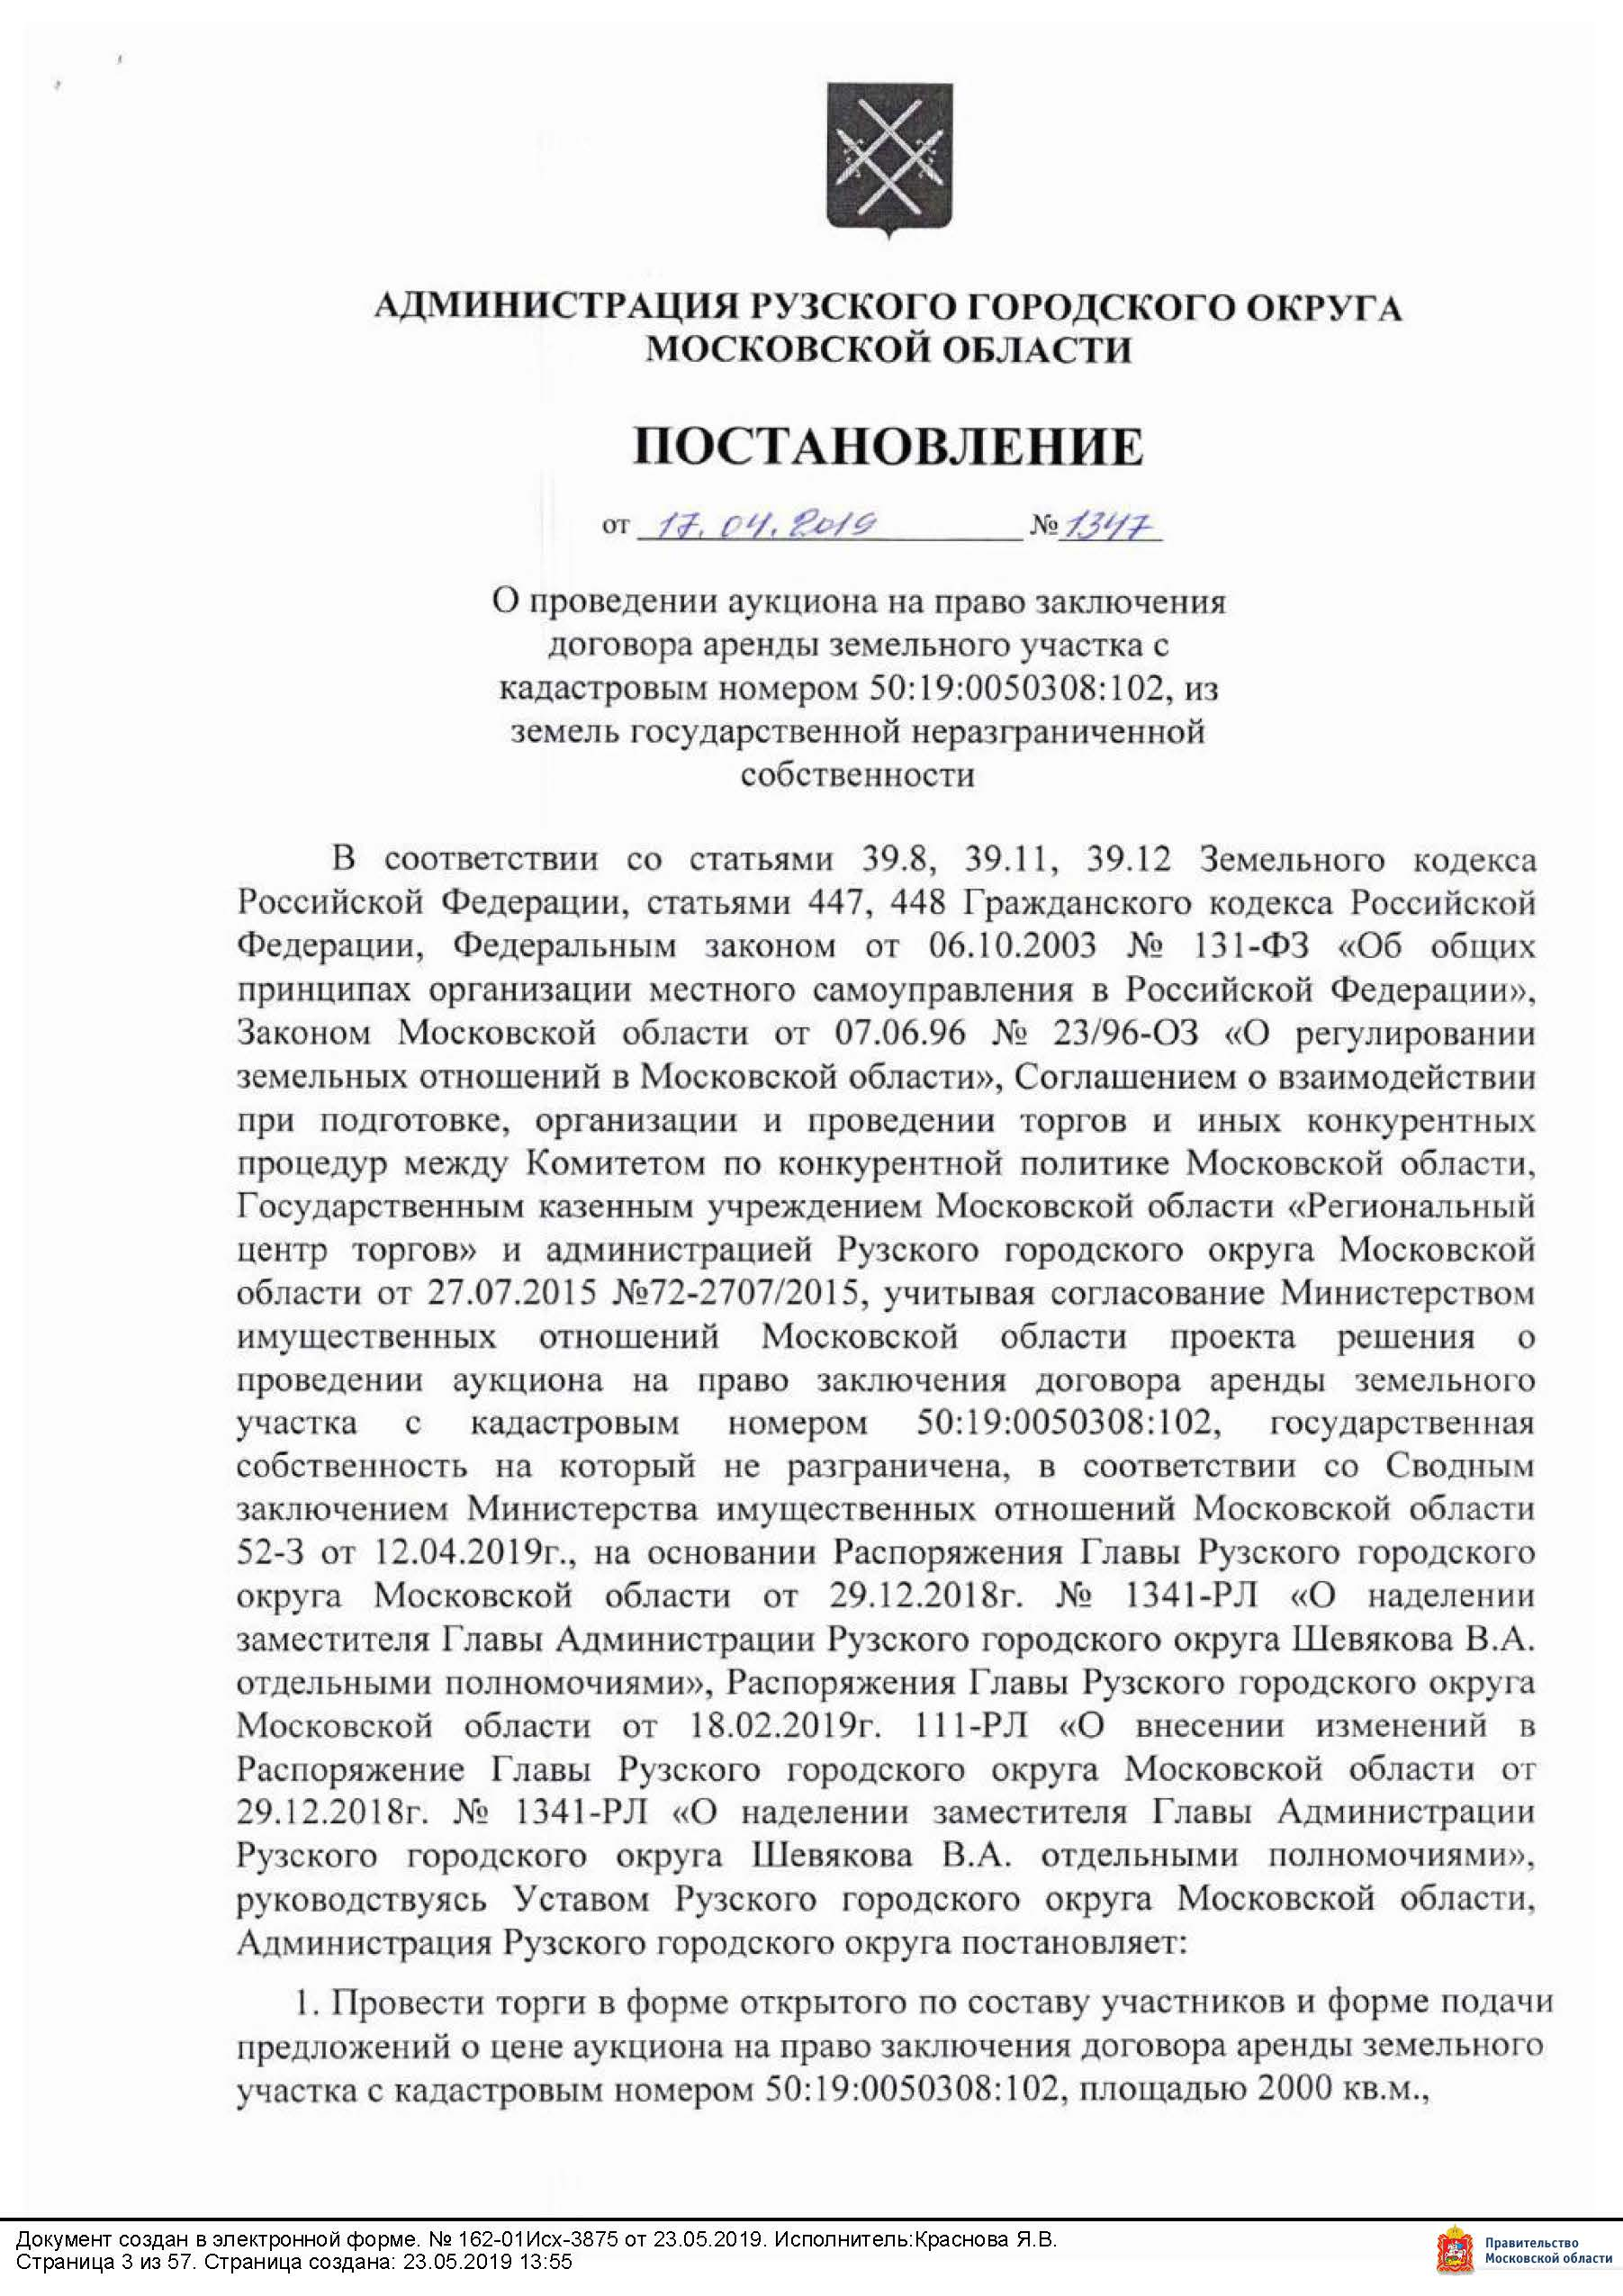 АДМИНИСТРАЦИЯ РУЗСКОГО ГОРОДСКОГО ОКРУГА
МОСКОВСКОЙ ОБЛАСТИ
ПОСТАНОВЛЕНИЕ
от 17.04.2019 № 1347
О проведении аукциона на право заключения
договора аренды земельного участка с
кадастровым номером 50:19:0050308:102, из
земель государственной неразграниченной
собственности
В соответствии со статьями 39.8, 39.11, 39.12 Земельного кодекса
Российской Федерации, статьями 447, 448 Гражданского кодекса Российской
Федерации, Федеральным законом от 06.10.2003 № 131-ФЗ «Об общих
принципах организации местного самоуправления в Российской Федерации»,
Законом Московской области от 07.06.96 № 23/96-ОЗ «О регулировании
земельных отношений в Московской области», Соглашением о взаимодействии
при подготовке, организации и проведении торгов и иных конкурентных
процедур между Комитетом по конкурентной политике Московской области,
Государственным казенным учреждением Московской области «Региональный
центр торгов» и администрацией Рузского городского округа Московской
области от 27.07.2015 №72-2707/2015, учитывая согласование Министерством
имущественных отношений Московской области проекта решения о
проведении аукциона на право заключения договора аренды земельного
участка с кадастровым номером 50:19:0050308:102, государственная
собственность на который не разграничена, в соответствии со Сводным
заключением Министерства имущественных отношений Московской области
52-З от 12.04.2019г., на основании Распоряжения Главы Рузского городского
округа Московской области от 29.12.2018г. № 1341-РЛ «О наделении
заместителя Главы Администрации Рузского городского округа Шевякова В.А.
отдельными полномочиями», Распоряжения Главы Рузского городского округа
Московской области от 18.02.2019г. 111-РЛ «О внесении изменений в
Распоряжение Главы Рузского городского округа Московской области от
29.12.2018г. № 1341-РЛ «О наделении заместителя Главы Администрации
Рузского городского округа Шевякова В.А. отдельными полномочиями»,
руководствуясь Уставом Рузского городского округа Московской области,
Администрация Рузского городского округа постановляет:
1. Провести торги в форме открытого по составу участников и форме подачи
предложений о цене аукциона на право заключения договора аренды земельного
участка с кадастровым номером 50:19:0050308:102, площадью 2000 кв.м.,
Документ создан в электронной форме. № 162-01Исх-3875 от 23.05.2019. Исполнитель:Краснова Я.В.
Страница 3 из 57. Страница создана: 23.05.2019 13:55
Правительство
Московской области